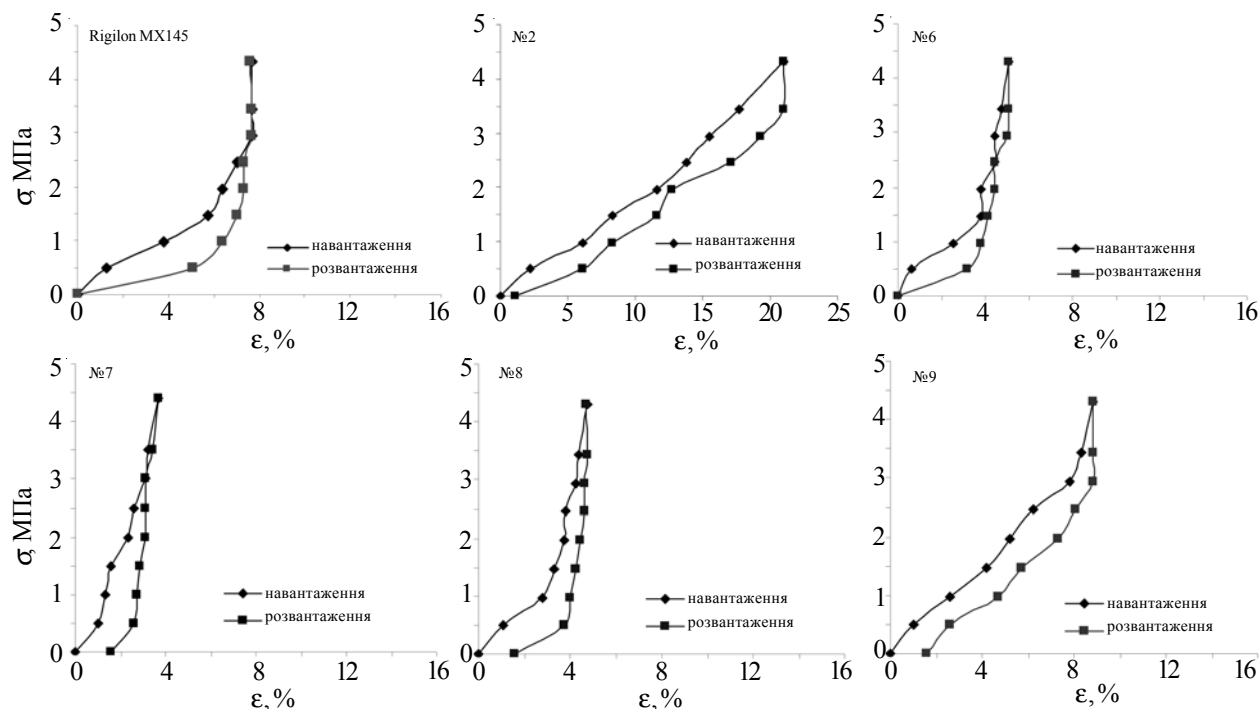 Rigilon MX145
5
4
3
2
1
0
σ, МПа
навантаження
розвантаження
0 4 8 12 16
ε, %
№2
5
4
3
2
1
0
навантаження
розвантаження
0 5 10 15 20 25
ε, %
№6
5
4
3
2
1
0
навантаження
розвантаження
0 4 8 12 16
ε, %
№7
5
4
3
2
1
0
σ, МПа
навантаження
розвантаження
0 4 8 12 16
ε, %
№8
5
4
3
2
1
0
навантаження
розвантаження
0 4 8 12 16
ε, %
№9
5
4
3
2
1
0
навантаження
розвантаження
0 4 8 12 16
ε, %